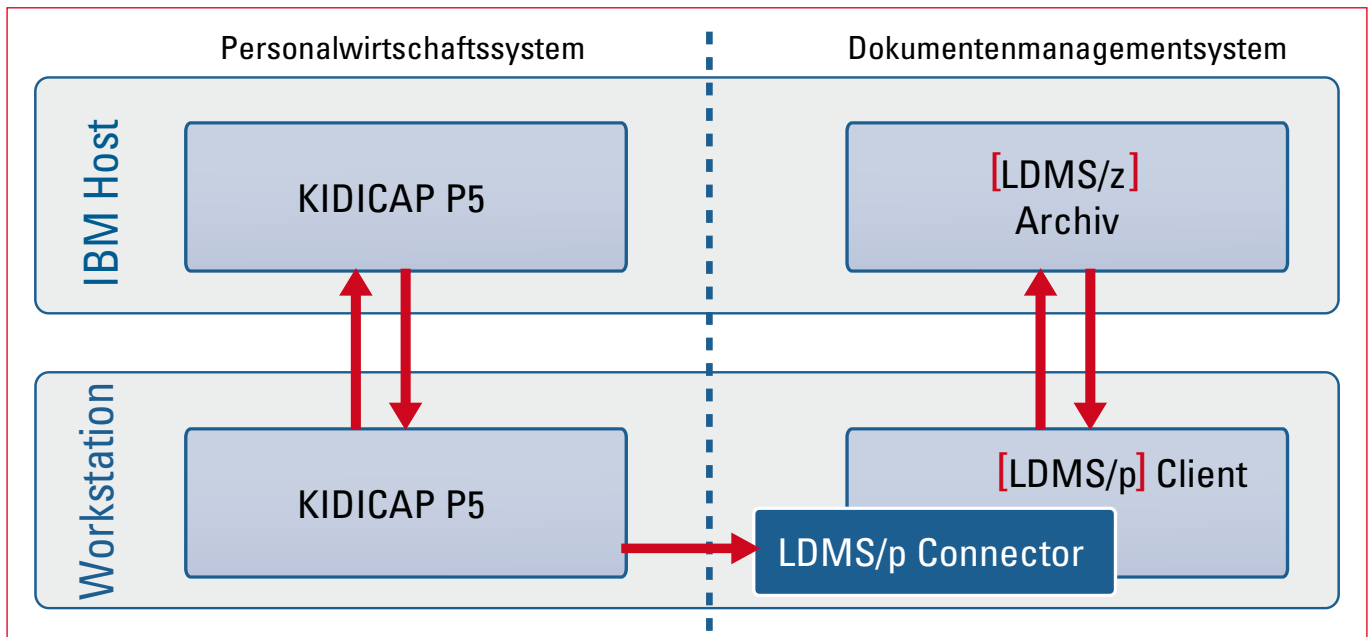 Personalwirtschaftssystem
Dokumentenmanagementsystem
IBM Host
KIDICAP P5
[LDMS/z]
Archiv
Workstation
KIDICAP P5
[LDMS/p] Client
LDMS/p Connector